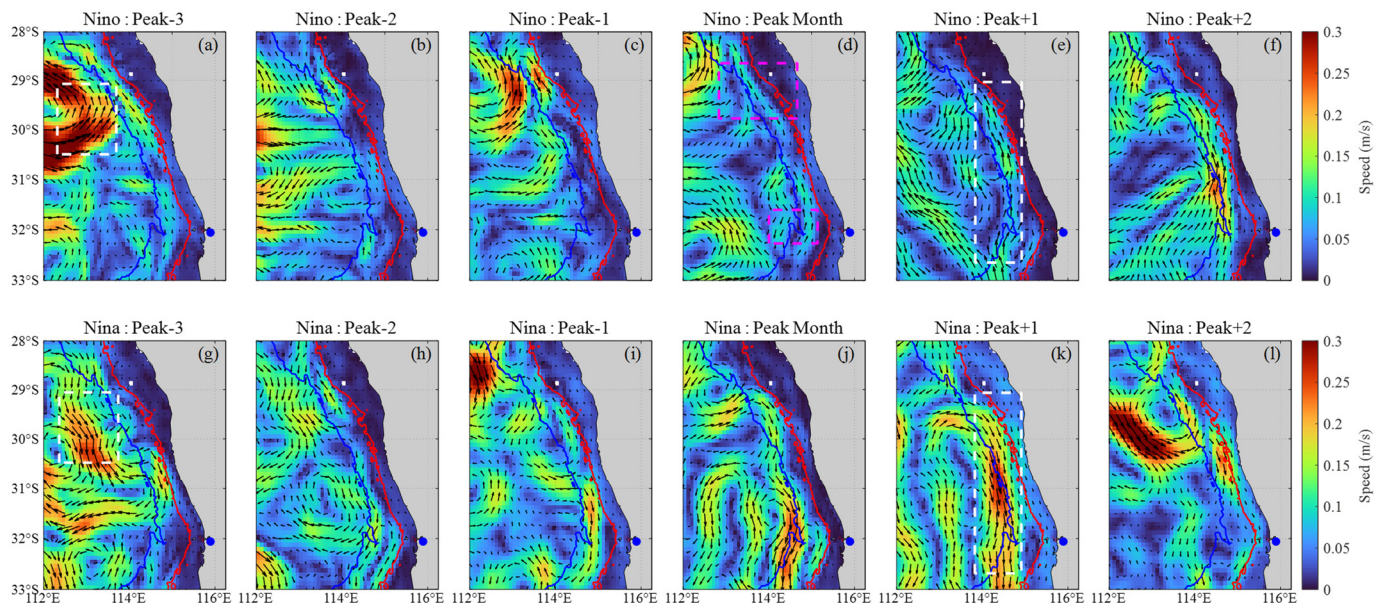 Nino : Peak-3 Nino : Peak-2 Nino : Peak-1 Nino : Peak Month Nino : Peak+1 Nino : Peak+2
(a) (b) (c) (d) (e) (f)
28°S
29°S
30°S
31°S
32°S
33°S
0.3
0.25
0.2
0.15
0.1
0.05
0
Speed (m/s)
Nina : Peak-3 Nina : Peak-2 Nina : Peak-1 Nina : Peak Month Nina : Peak+1 Nina : Peak+2
(g) (h) (i) (j) (k) (l)
28°S
29°S
30°S
31°S
32°S
33°S
112°E 114°E 116°E 112°E 114°E 116°E 112°E 114°E 116°E 112°E 114°E 116°E 112°E 114°E 116°E 112°E 114°E 116°E
0.3
0.25
0.2
0.15
0.1
0.05
0
Speed (m/s)